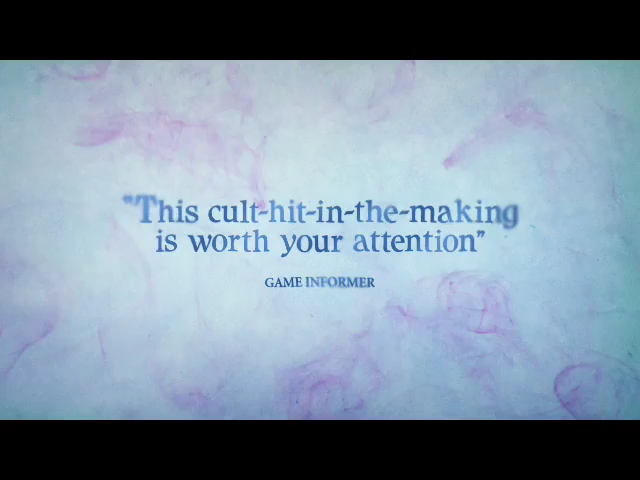 "This cult-hit-in-the-making
is worth your attention"
GAME INFORMER